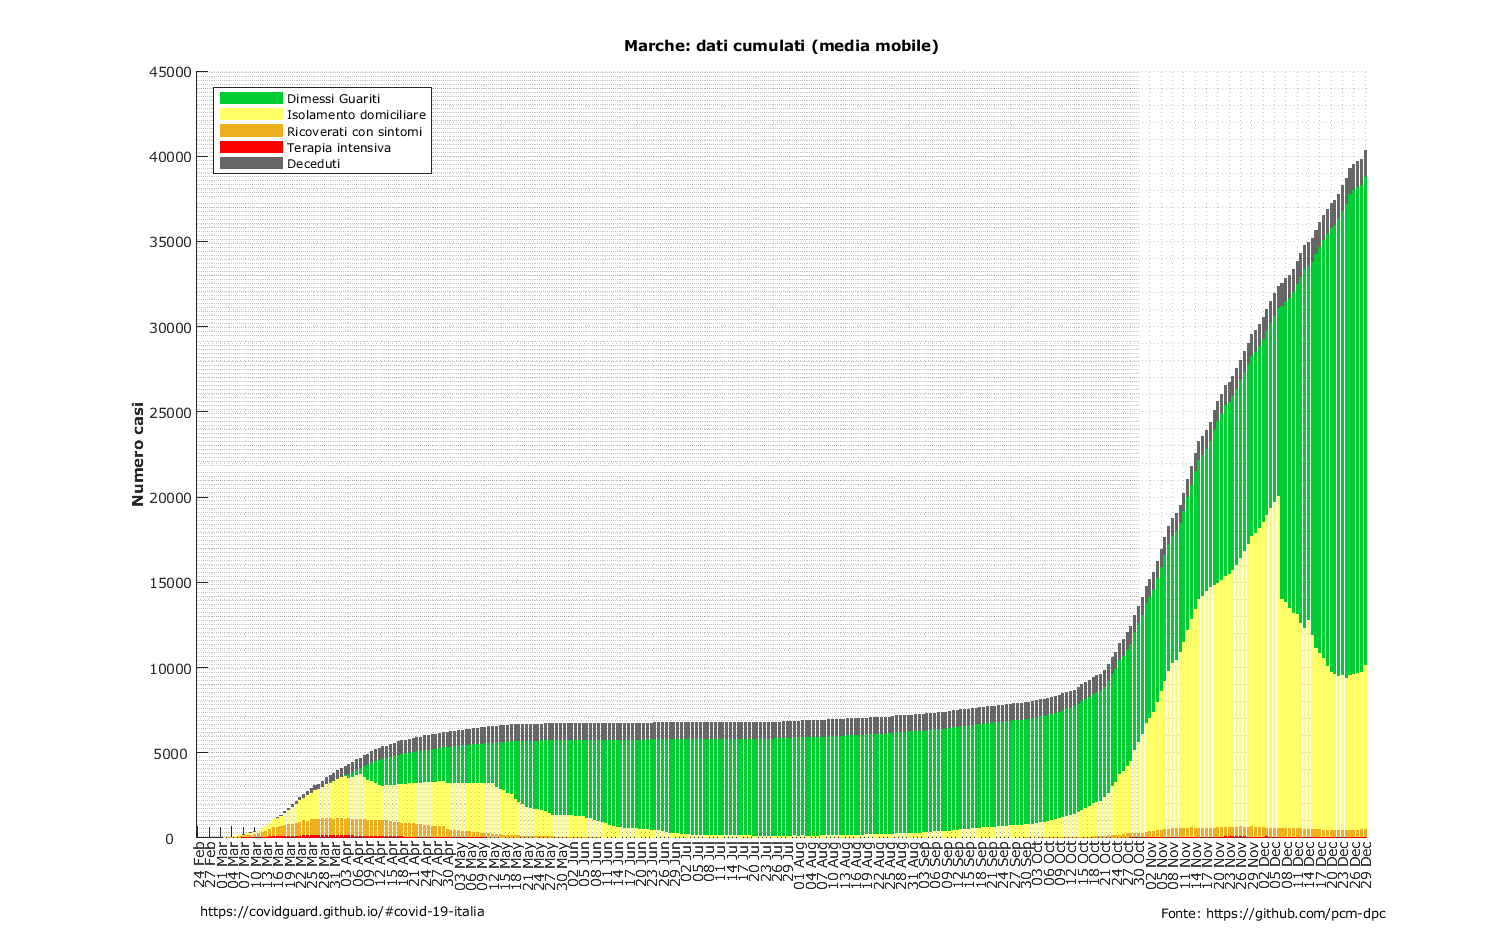 Marche: dati cumulati (media mobile)
45000
40000
35000
30000
25000
20000
15000
10000
5000
0
Numero casi
Dimessi Guariti
Isolamento domiciliare
Ricoverati con sintomi
Terapia intensiva
Deceduti
24 Feb
27 Feb
01 Mar
04 Mar
07 Mar
10 Mar
13 Mar
16 Mar
19 Mar
22 Mar
25 Mar
28 Mar
31 Mar
03 Apr
06 Apr
09 Apr
12 Apr
15 Apr
18 Apr
21 Apr
24 Apr
27 Apr
30 Apr
03 May
06 May
09 May
12 May
15 May
18 May
21 May
24 May
27 May
30 May
02 Jun
05 Jun
08 Jun
11 Jun
14 Jun
17 Jun
20 Jun
23 Jun
26 Jun
29 Jun
02 Jul
05 Jul
08 Jul
11 Jul
14 Jul
17 Jul
20 Jul
23 Jul
26 Jul
29 Jul
01 Aug
04 Aug
07 Aug
10 Aug
13 Aug
16 Aug
19 Aug
22 Aug
25 Aug
28 Aug
31 Aug
03 Sep
06 Sep
09 Sep
12 Sep
15 Sep
18 Sep
21 Sep
24 Sep
27 Sep
30 Sep
03 Oct
06 Oct
09 Oct
12 Oct
15 Oct
18 Oct
21 Oct
24 Oct
27 Oct
30 Oct
02 Nov
05 Nov
08 Nov
11 Nov
14 Nov
17 Nov
20 Nov
23 Nov
26 Nov
29 Nov
02 Dec
05 Dec
08 Dec
11 Dec
14 Dec
17 Dec
20 Dec
23 Dec
26 Dec
29 Dec
https://covidguard.github.io/#covid-19-italia
Fonte: https://github.com/pcm-dpc